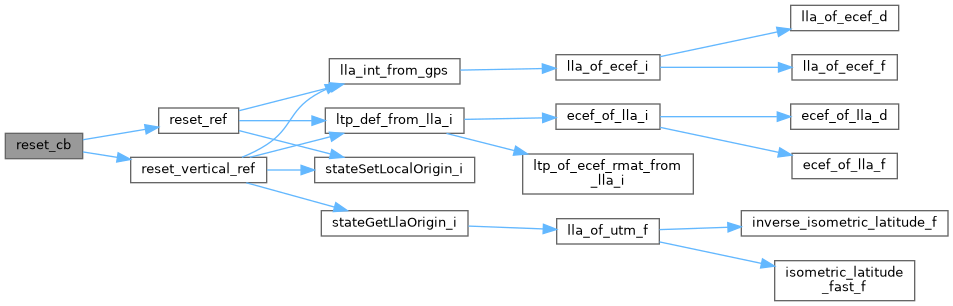 reset_cb
reset_ref
reset_vertical_ref
lla_int_from_gps
ltp_def_from_lla_i
stateSetLocalOrigin_i
stateGetLlaOrigin_i
lla_of_ecef_i
ecef_of_lla_i
ltp_of_ecef_rmat_from
_lla_i
lla_of_utm_f
lla_of_ecef_d
lla_of_ecef_f
ecef_of_lla_d
ecef_of_lla_f
inverse_isometric_latitude_f
isometric_latitude
_fast_f